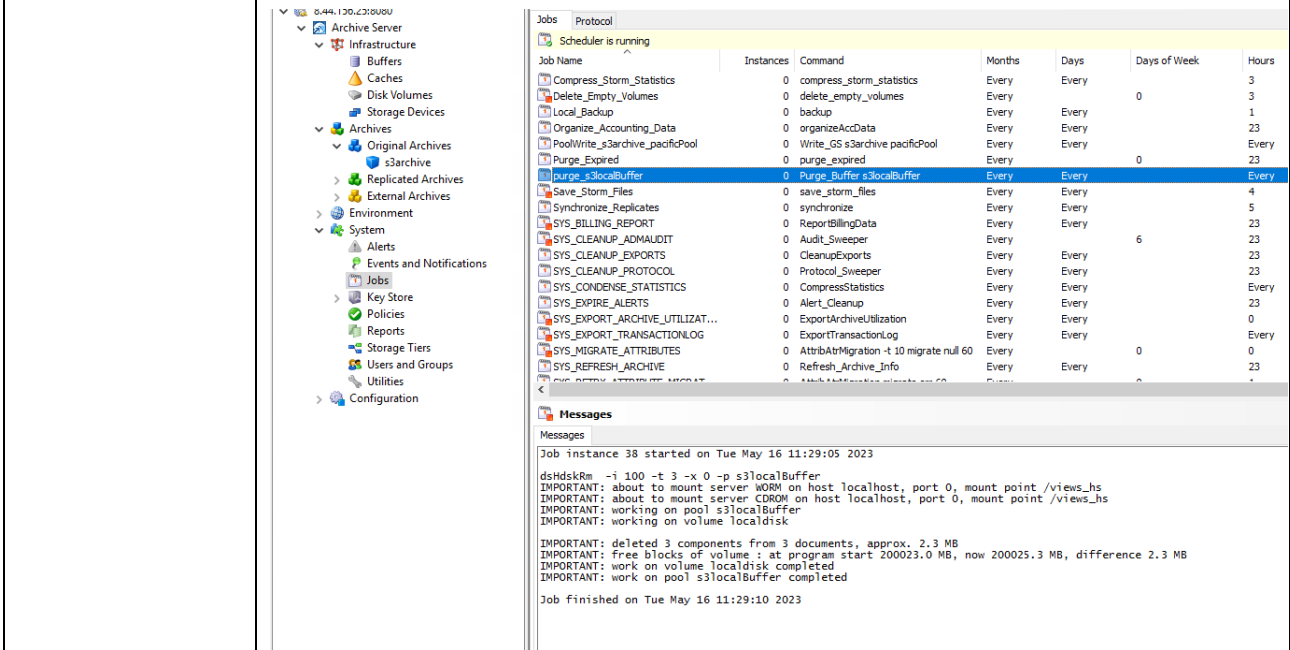 8.44.156.25:8080
Archive Server
Infrastructure
Buffers
Caches
Disk Volumes
Storage Devices
Archives
Original Archives
s3archive
Replicated Archives
External Archives
Environment
System
Alerts
Events and Notifications
Jobs
Key Store
Policies
Reports
Storage Tiers
Users and Groups
Utilities
Configuration
Jobs Protocol
Scheduler is running
Job Name Instances Command Months Days Days of Week Hours
Compress_Storm_Statistics 0 compress_storm_statistics Every Every 3
Delete_Empty_Volumes 0 delete_empty_volumes Every 0 3
Local_Backup 0 backup Every Every 1
Organize_Accounting_Data 0 organizeAccData Every Every 23
PoolWrite_s3archive_pacificPool 0 Write_GS s3archive pacificPool Every Every Every
Purge_Expired 0 purge_expired Every 0 23
purge_s3localBuffer 0 Purge_Buffer s3localBuffer Every Every Every
Save_Storm_Files 0 save_storm_files Every Every 4
Synchronize_Replicates 0 synchronize Every Every 5
SYS_BILLING_REPORT 0 ReportBillingData Every Every 23
SYS_CLEANUP_ADMAUDIT 0 Audit_Sweeper Every 6 23
SYS_CLEANUP_EXPORTS 0 CleanupExports Every Every 23
SYS_CLEANUP_PROTOCOL 0 Protocol_Sweeper Every Every 23
SYS_CONDENSE_STATISTICS 0 CompressStatistics Every Every Every
SYS_EXPIRE_ALERTS 0 Alert_Cleanup Every Every 23
SYS_EXPORT_ARCHIVE_UTILIZAT... 0 ExportArchiveUtilization Every Every 0
SYS_EXPORT_TRANSACTIONLOG 0 ExportTransactionLog Every Every Every
SYS_MIGRATE_ATTRIBUTES 0 AttribAtrMigration -t 10 migrate null 60 Every 0 0
SYS_REFRESH_ARCHIVE 0 Refresh_Archive_Info Every Every 23
Messages
Messages
Job instance 38 started on Tue May 16 11:29:05 2023
dsHdskRm -i 100 -t 3 -x 0 -p s3localBuffer
IMPORTANT: about to mount server WORM on host localhost, port 0, mount point /views_hs
IMPORTANT: about to mount server CDROM on host localhost, port 0, mount point /views_hs
IMPORTANT: working on pool s3localBuffer
IMPORTANT: working on volume localdisk
IMPORTANT: deleted 3 components from 3 documents, approx. 2.3 MB
IMPORTANT: free blocks of volume : at program start 200023.0 MB, now 200025.3 MB, difference 2.3 MB
IMPORTANT: work on volume localdisk completed
IMPORTANT: work on pool s3localBuffer completed
Job finished on Tue May 16 11:29:10 2023